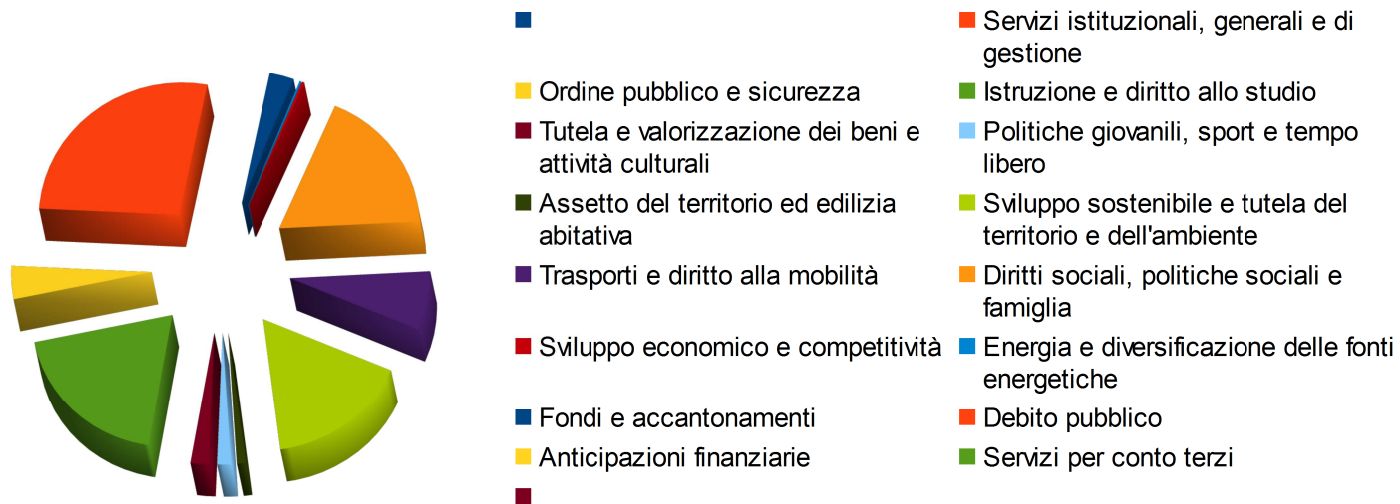 Servizi istituzionali, generali e di
gestione
Ordine pubblico e sicurezza
Istruzione e diritto allo studio
Tutela e valorizzazione dei beni e
attività culturali
Politiche giovanili, sport e tempo
libero
Assetto del territorio ed edilizia
abitativa
Sviluppo sostenibile e tutela del
territorio e dell'ambiente
Trasporti e diritto alla mobilità
Diritti sociali, politiche sociali e
famiglia
Sviluppo economico e competitività
Energia e diversificazione delle fonti
energetiche
Fondi e accantonamenti
Debito pubblico
Anticipazioni finanziarie
Servizi per conto terzi